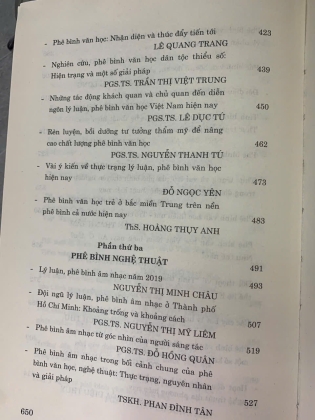 - Phê bình văn học: Nhận diện và thúc đẩy tiến tới 423
LÊ QUANG TRANG
- Nghiên cứu, phê bình văn học dân tộc thiểu số:
Hiện trạng và một số giải pháp 439
PGS.TS. TRẦN THỊ VIỆT TRUNG
- Những tác động khách quan và chủ quan đến diễn
ngôn lý luận, phê bình văn học Việt Nam hiện nay 450
PGS.TS. LÊ DỤC TÚ
- Rèn luyện, bồi dưỡng tư tưởng thẩm mỹ để nâng
cao chất lượng phê bình văn học 462
PGS.TS. NGUYỄN THANH TÚ
- Vài ý kiến về thực trạng lý luận, phê bình văn học
hiện nay 473
ĐỖ NGỌC YÊN
- Phê bình văn học trẻ ở bắc miền Trung trên nền
phê bình cả nước hiện nay 483
ThS. HOÀNG THỤY ANH
Phần thứ ba
PHÊ BÌNH NGHỆ THUẬT 491
- Lý luận, phê bình âm nhạc năm 2019 493
NGUYỄN THỊ MINH CHÂU
- Đội ngũ lý luận, phê bình âm nhạc ở Thành phố
Hồ Chí Minh: Khoảng trống và khoảng cách 507
PGS.TS. NGUYỄN THỊ MỸ LIÊM
- Phê bình âm nhạc từ góc nhìn của người sáng tác 519
PGS.TS. ĐỖ HỒNG QUÂN
- Phê bình âm nhạc trong bối cảnh chung của phê
bình văn học, nghệ thuật: Thực trạng, nguyên nhân
và giải pháp 527
TSKH. PHAN ĐÌNH TÂN
650